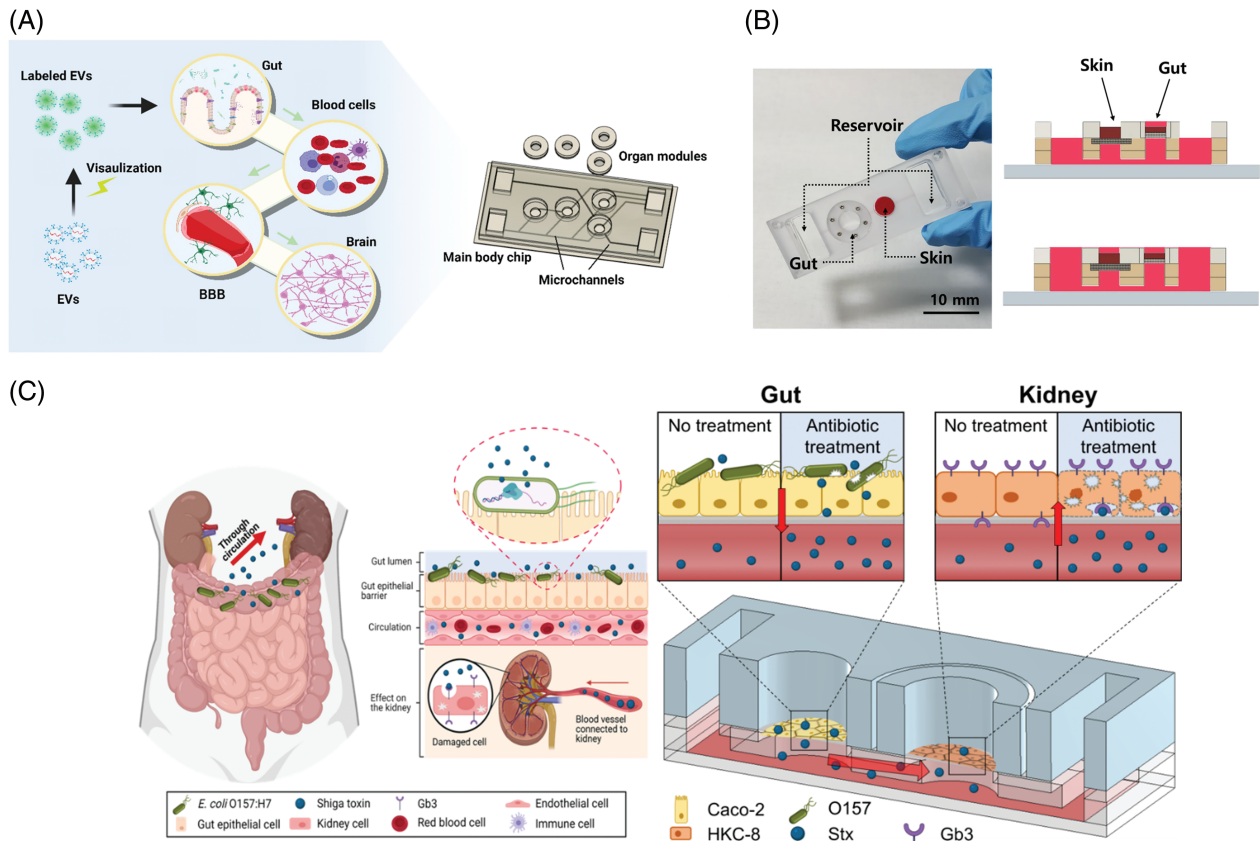 (A)
Labeled EVs
Visaulization
EVs
Gut
Blood cells
BBB
Brain
Organ modules
Main body chip
Microchannels
(B)
Reservoir
Gut
Skin
10 mm
Skin
Gut
(C)
Through
circulation
Gut lumen
Gut epithelial
barrier
Circulation
Effect on
the kidney
Damaged cell
Blood vessel
connected to
kidney
E. coli O157:H7
Shiga toxin
Gb3
Endothelial cell
Gut epithelial cell
Kidney cell
Red blood cell
Immune cell
Gut
No treatment
Antibiotic
treatment
Kidney
No treatment
Antibiotic
treatment
Caco-2
O157
HKC-8
Stx
Gb3